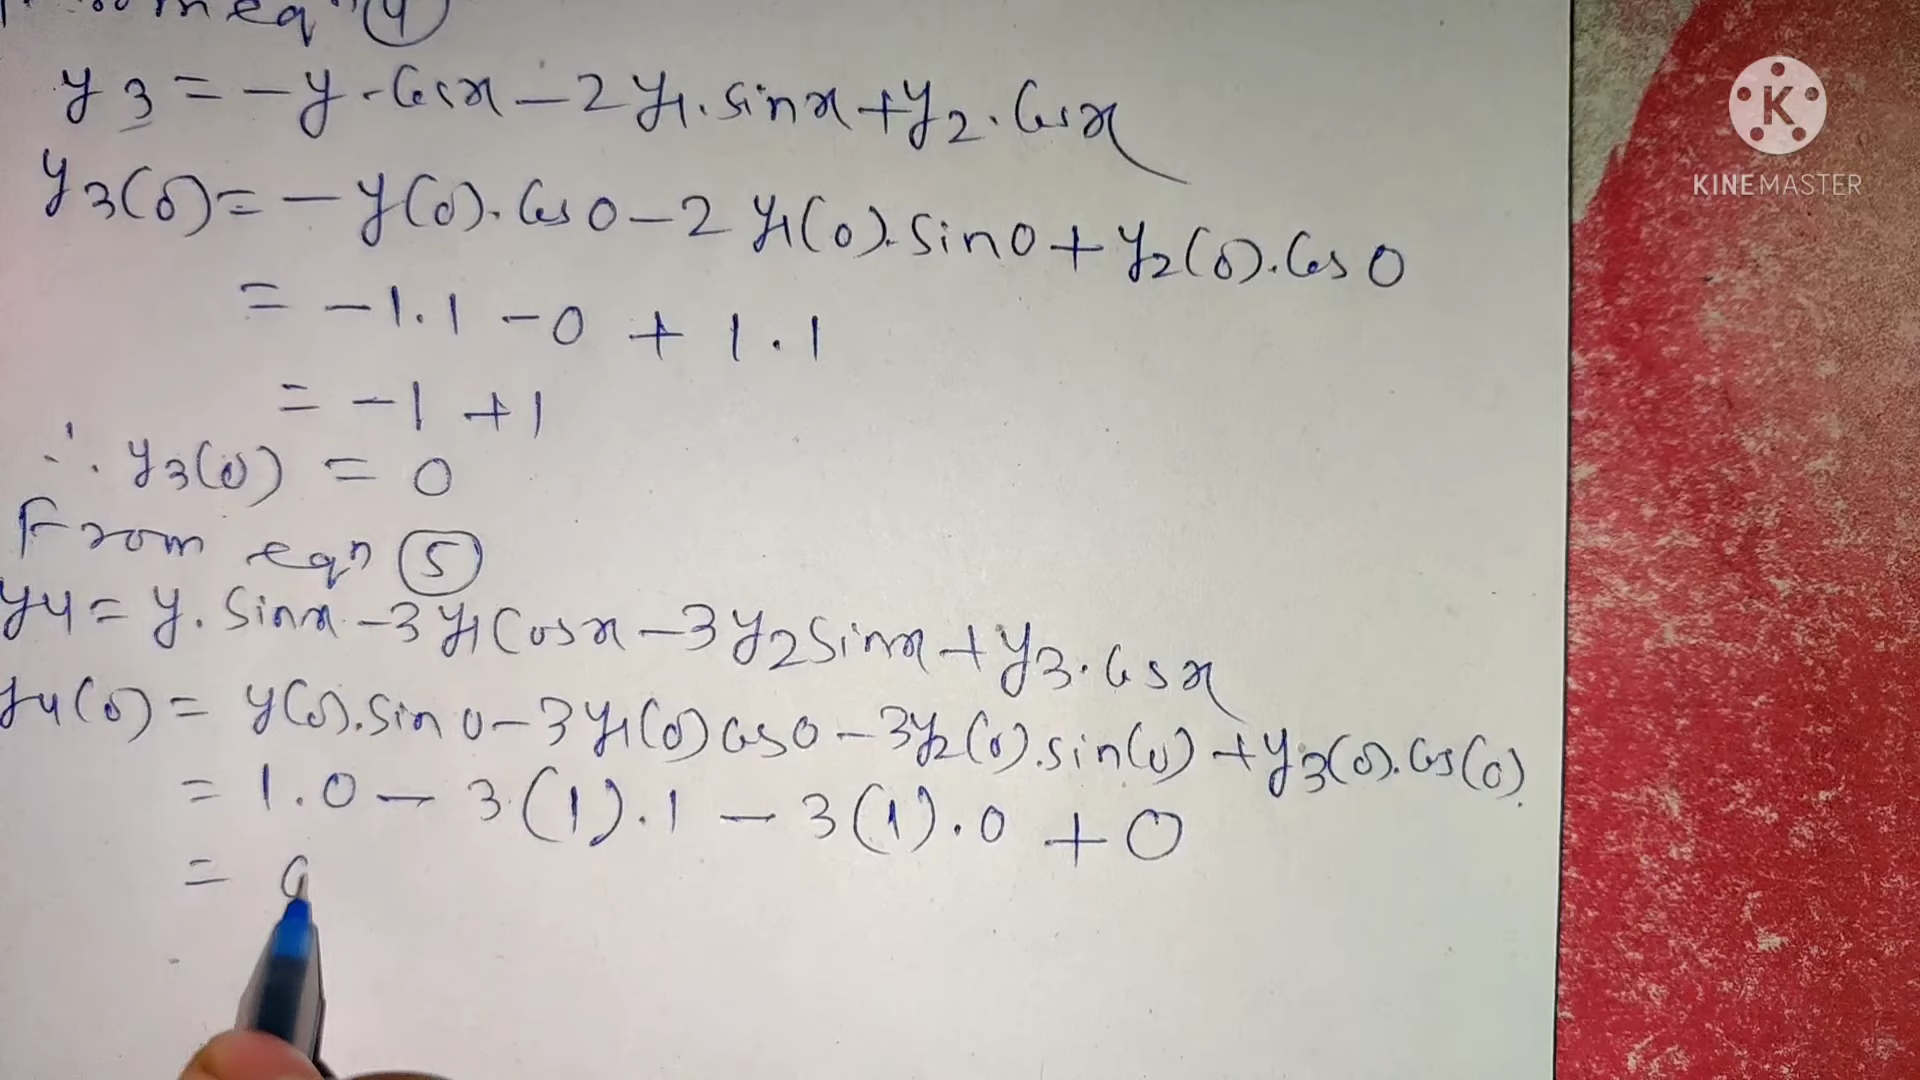 From eqⁿ ④
y3 = -y.Cosx - 2y1.sinx + y2.Cosx
y3(0) = -y(0).Cos0 - 2y1(0).sin0 + y2(0).Cos0
= -1.1 - 0 + 1.1
= -1 + 1
∴ y3(0) = 0
From eqⁿ ⑤
y4 = y.Sinx - 3y1Cosx - 3y2Sinx + y3.Cosx
y4(0) = y(0).Sin0 - 3y1(0)Cos0 - 3y2(0).sin(0) + y3(0).Cos(0).
= 1.0 - 3(1).1 - 3(1).0 + 0
=
K
KINEMASTER